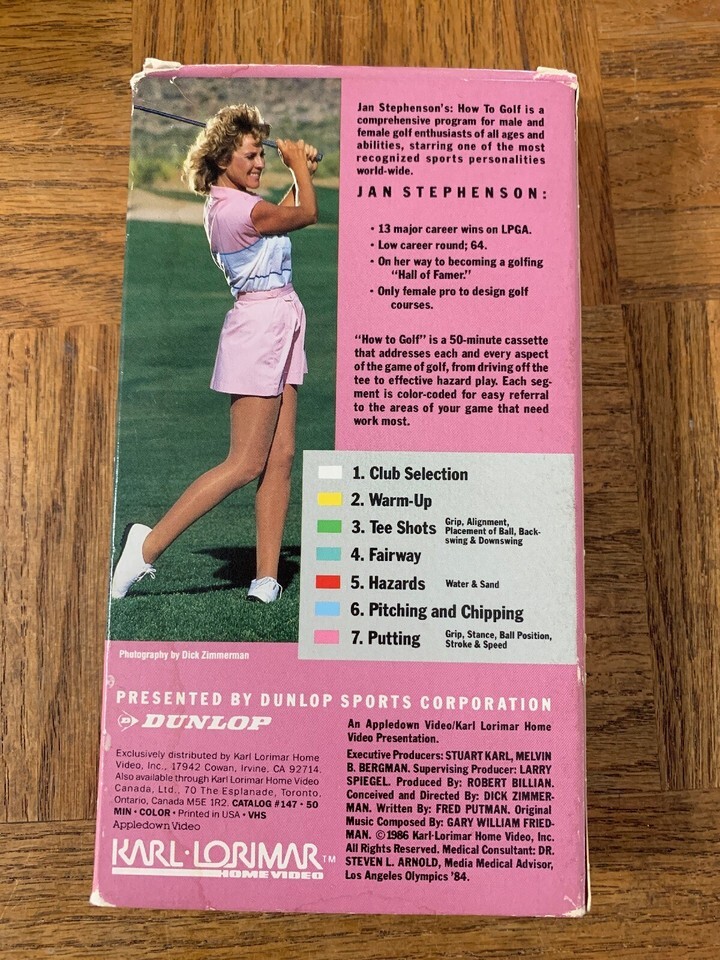 Jan Stephenson's: How To Golf is a
comprehensive program for male and
female golf enthusiasts of all ages and
abilities, starring one of the most
recognized sports personalities
world-wide.
JAN STEPHENSON:
• 13 major career wins on LPGA.
• Low career round; 64.
• On her way to becoming a golfing
"Hall of Famer."
• Only female pro to design golf
courses.
"How to Golf" is a 50-minute cassette
that addresses each and every aspect
of the game of golf, from driving off the
tee to effective hazard play. Each seg-
ment is color-coded for easy referral
to the areas of your game that need
work most.
1. Club Selection
2. Warm-Up
3. Tee Shots Grip, Alignment,
Placement of Ball, Back-
swing & Downswing
4. Fairway
5. Hazards Water & Sand
6. Pitching and Chipping
7. Putting Grip, Stance, Ball Position,
Stroke & Speed
Photography by Dick Zimmerman
PRESENTED BY DUNLOP SPORTS CORPORATION
D DUNLOP
Exclusively distributed by Karl Lorimar Home
Video, Inc., 17942 Cowan, Irvine, CA 92714.
Also available through Karl Lorimar Home Video
Canada, Ltd., 70 The Esplanade, Toronto,
Ontario, Canada M5E 1R2. CATALOG #147 • 50
MIN • COLOR • Printed in USA • VHS
Appledown Video
KARL·LORIMAR™
HOME VIDEO
An Appledown Video/Karl Lorimar Home
Video Presentation.
Executive Producers: STUART KARL, MELVIN
B. BERGMAN. Supervising Producer: LARRY
SPIEGEL. Produced By: ROBERT BILLIAN.
Conceived and Directed By: DICK ZIMMER-
MAN. Written By: FRED PUTMAN. Original
Music Composed By: GARY WILLIAM FRIED-
MAN. ©1986 Karl-Lorimar Home Video, Inc.
All Rights Reserved. Medical Consultant: DR.
STEVEN L. ARNOLD, Media Medical Advisor,
Los Angeles Olympics '84.